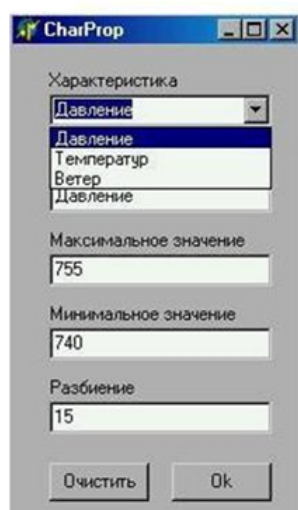 CharProp
Характеристика
Давление
Давление
Температур
Ветер
Давление
Максимальное значение
755
Минимальное значение
740
Разбиение
15
Очистить Ok